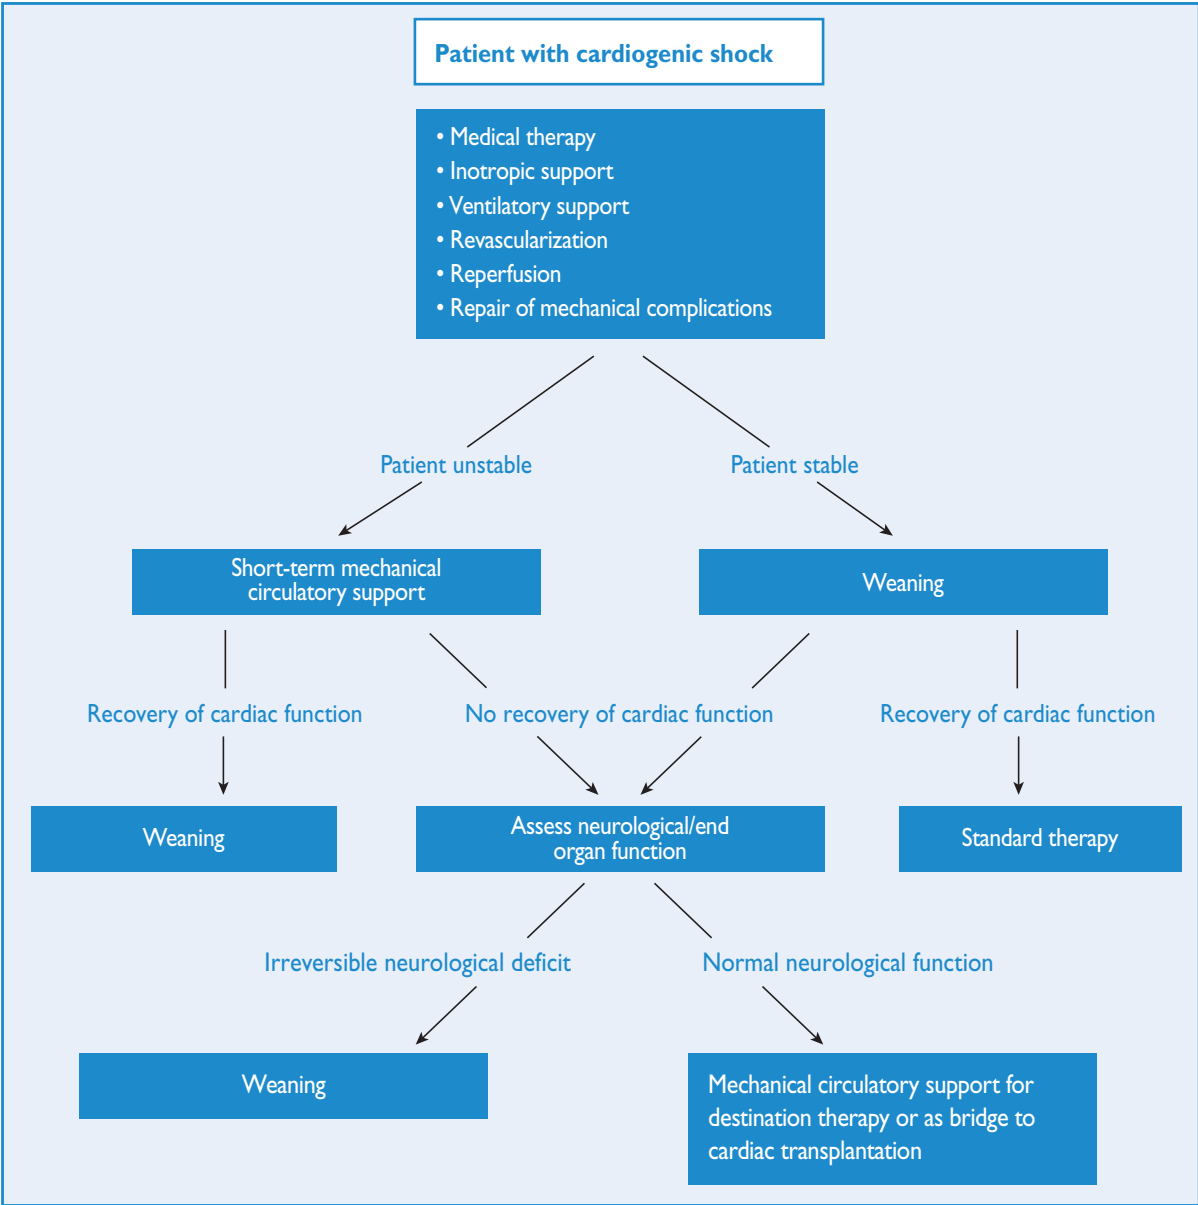 Patient with cardiogenic shock
• Medical therapy
• Inotropic support
• Ventilatory support
• Revascularization
• Reperfusion
• Repair of mechanical complications
Patient unstable
Patient stable
Short-term mechanical
circulatory support
Weaning
Recovery of cardiac function
No recovery of cardiac function
Recovery of cardiac function
Weaning
Assess neurological/end
organ function
Standard therapy
Irreversible neurological deficit
Normal neurological function
Weaning
Mechanical circulatory support for
destination therapy or as bridge to
cardiac transplantation